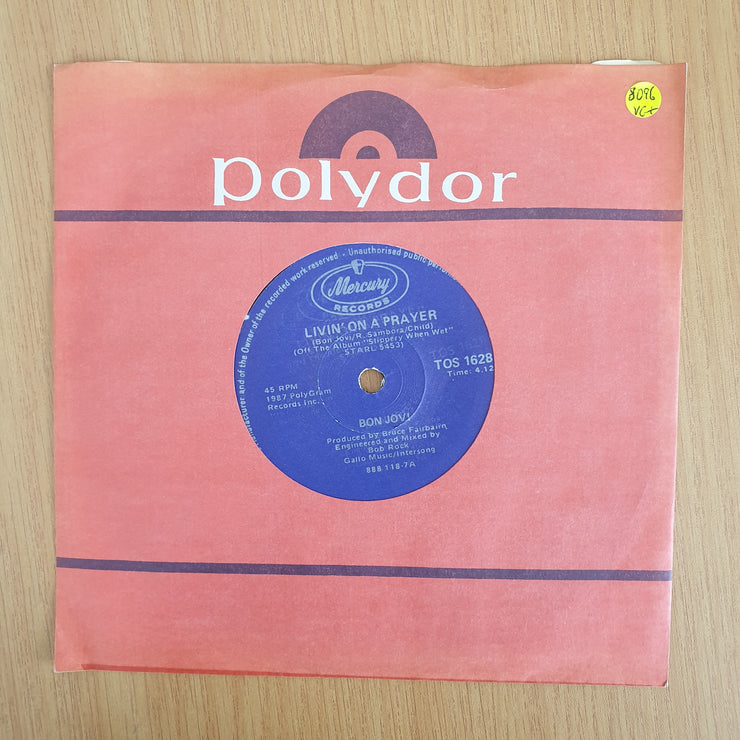 8096
VG+
polydor
Manufacturer and of the Owner of the recorded work reserved - Unauthorised public
Mercury
RECORDS
LIVIN' ON A PRAYER
(Bon Jovi/R. Sambora/Child)
(Off The Album "Slippery When Wet"
STARL 5453)
TOS 1628
Time: 4.12
45 RPM
1987 PolyGram
Records Inc.
BON JOVI
Produced by Bruce Fairbairn
Engineered and Mixed by
Bob Rock
Gallo Music/Intersong
888 118-7A